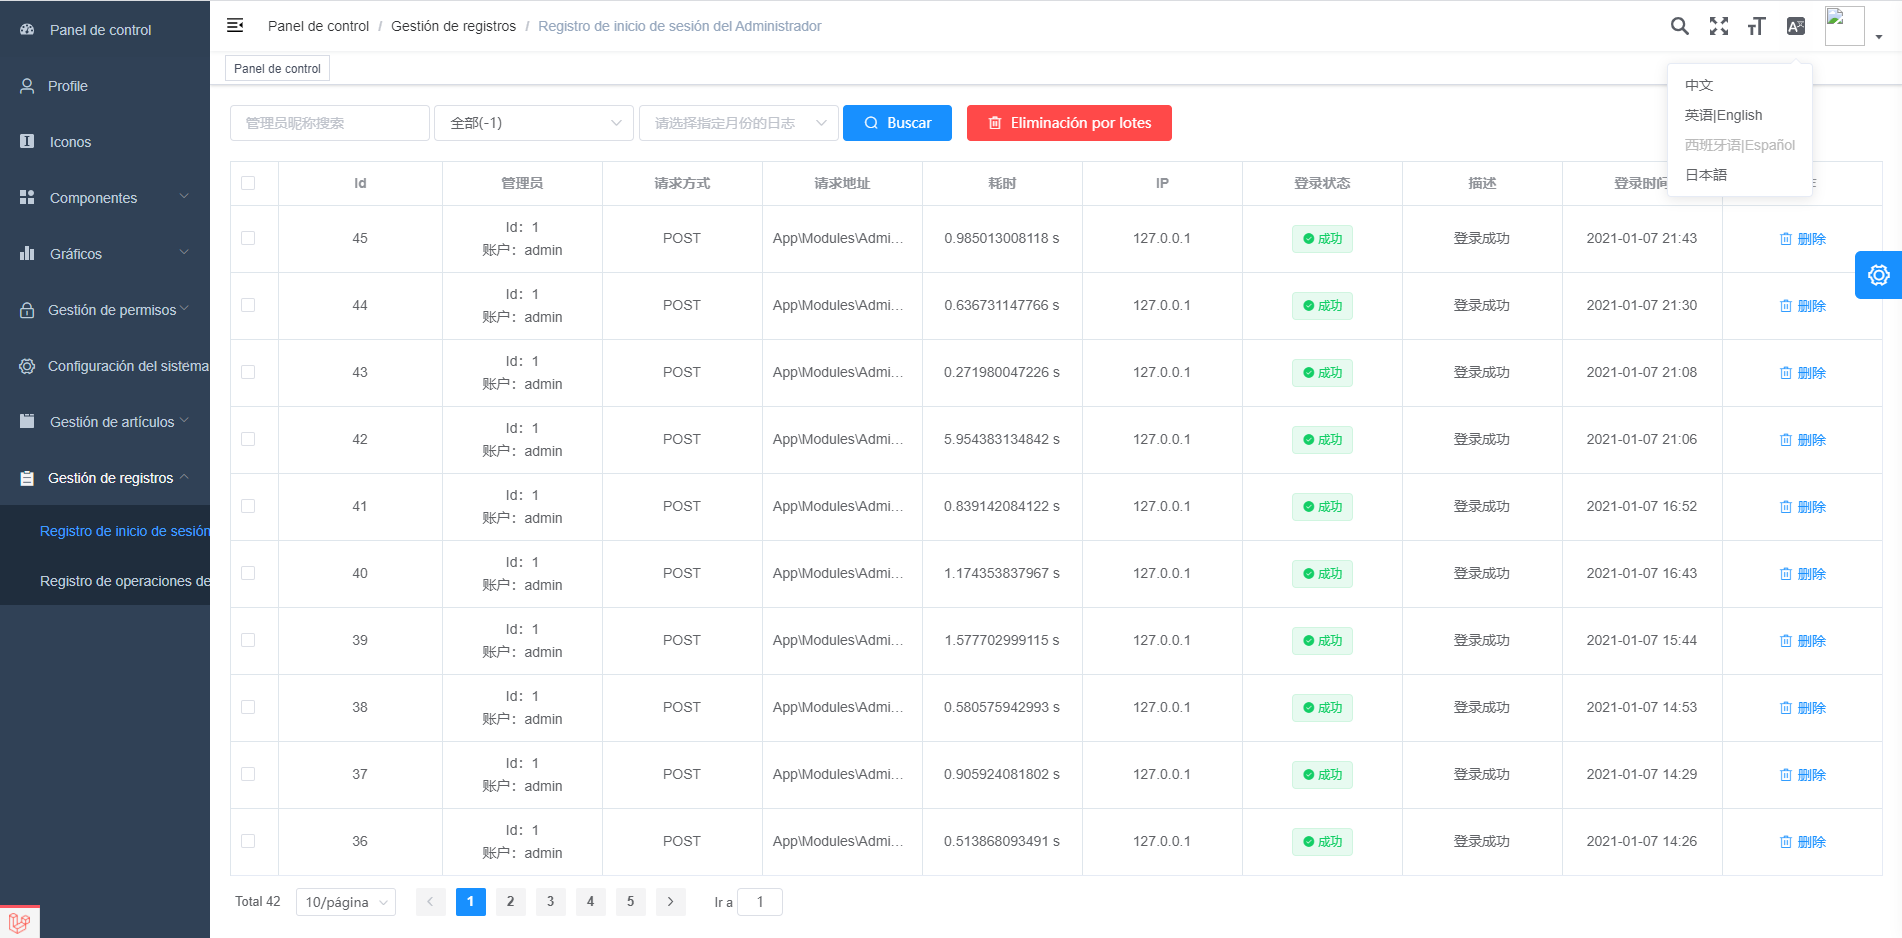 Panel de control
Profile
Iconos
Componentes
Gráficos
Gestión de permisos
Configuración del sistema
Gestión de artículos
Gestión de registros
Registro de inicio de sesión
Registro de operaciones de
Panel de control / Gestión de registros / Registro de inicio de sesión del Administrador
Panel de control
中文
英语|English
西班牙语|Español
日本語
管理员昵称搜索 全部(-1) 请选择指定月份的日志 Buscar Eliminación por lotes
Id 管理员 请求方式 请求地址 耗时 IP 登录状态 描述 登录时间
45 Id：1 账户：admin POST App\Modules\Admi... 0.985013008118 s 127.0.0.1 成功 登录成功 2021-01-07 21:43 删除
44 Id：1 账户：admin POST App\Modules\Admi... 0.636731147766 s 127.0.0.1 成功 登录成功 2021-01-07 21:30 删除
43 Id：1 账户：admin POST App\Modules\Admi... 0.271980047226 s 127.0.0.1 成功 登录成功 2021-01-07 21:08 删除
42 Id：1 账户：admin POST App\Modules\Admi... 5.954383134842 s 127.0.0.1 成功 登录成功 2021-01-07 21:06 删除
41 Id：1 账户：admin POST App\Modules\Admi... 0.839142084122 s 127.0.0.1 成功 登录成功 2021-01-07 16:52 删除
40 Id：1 账户：admin POST App\Modules\Admi... 1.174353837967 s 127.0.0.1 成功 登录成功 2021-01-07 16:43 删除
39 Id：1 账户：admin POST App\Modules\Admi... 1.577702999115 s 127.0.0.1 成功 登录成功 2021-01-07 15:44 删除
38 Id：1 账户：admin POST App\Modules\Admi... 0.580575942993 s 127.0.0.1 成功 登录成功 2021-01-07 14:53 删除
37 Id：1 账户：admin POST App\Modules\Admi... 0.905924081802 s 127.0.0.1 成功 登录成功 2021-01-07 14:29 删除
36 Id：1 账户：admin POST App\Modules\Admi... 0.513868093491 s 127.0.0.1 成功 登录成功 2021-01-07 14:26 删除
Total 42 10/página 1 2 3 4 5 Ir a 1